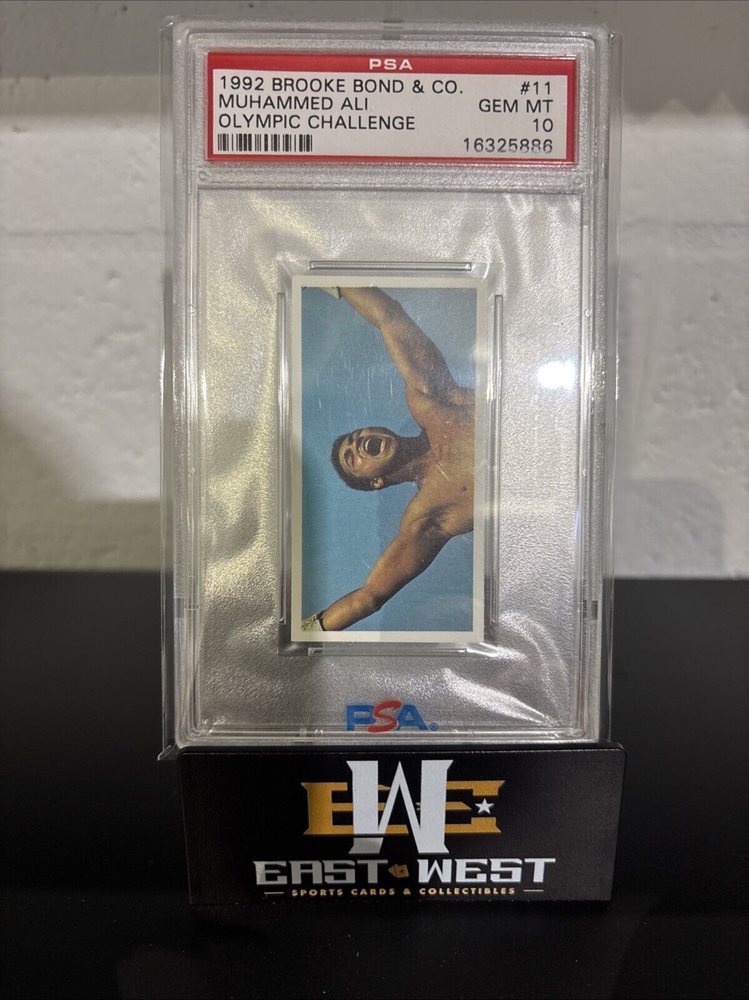 PSA
1992 BROOKE BOND & CO. #11
MUHAMMED ALI GEM MT
OLYMPIC CHALLENGE 10
16325886
PSA®
EWE
EAST WEST
SPORTS CARDS & COLLECTIBLES